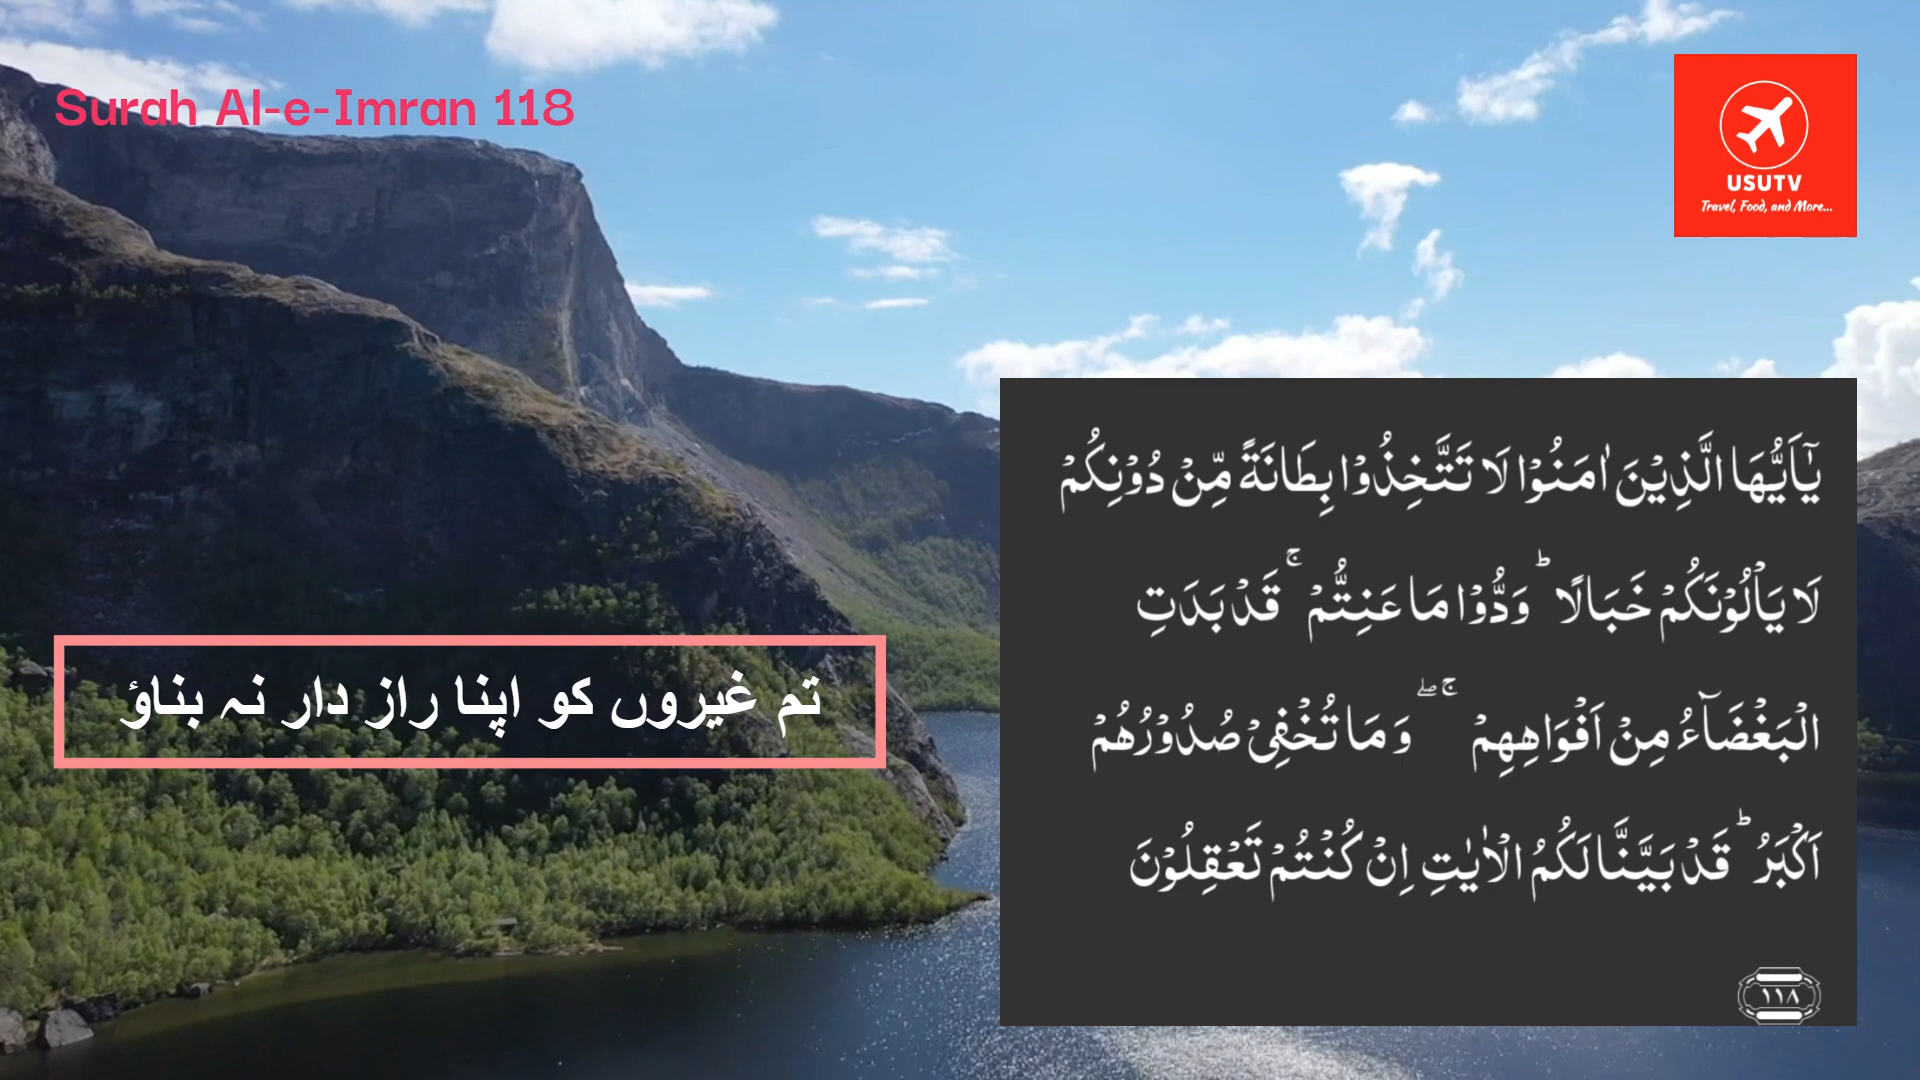 Surah Al-e-Imran 118
USUTV
Travel, Food, and More...
يٰٓاَيُّهَا الَّذِيْنَ اٰمَنُوْا لَا تَتَّخِذُوْا بِطَانَةً مِّنْ دُوْنِكُمْ
لَا يَاْلُوْنَكُمْ خَبَالًا ؕ وَدُّوْا مَا عَنِتُّمْ ۚ قَدْ بَدَتِ
الْبَغْضَآءُ مِنْ اَفْوَاهِهِمْ ۚۖ وَمَا تُخْفِيْ صُدُوْرُهُمْ
اَكْبَرُ ؕ قَدْ بَيَّنَّا لَكُمُ الْاٰيٰتِ اِنْ كُنْتُمْ تَعْقِلُوْنَ
١١٨
تم غیروں کو اپنا راز دار نہ بناؤ